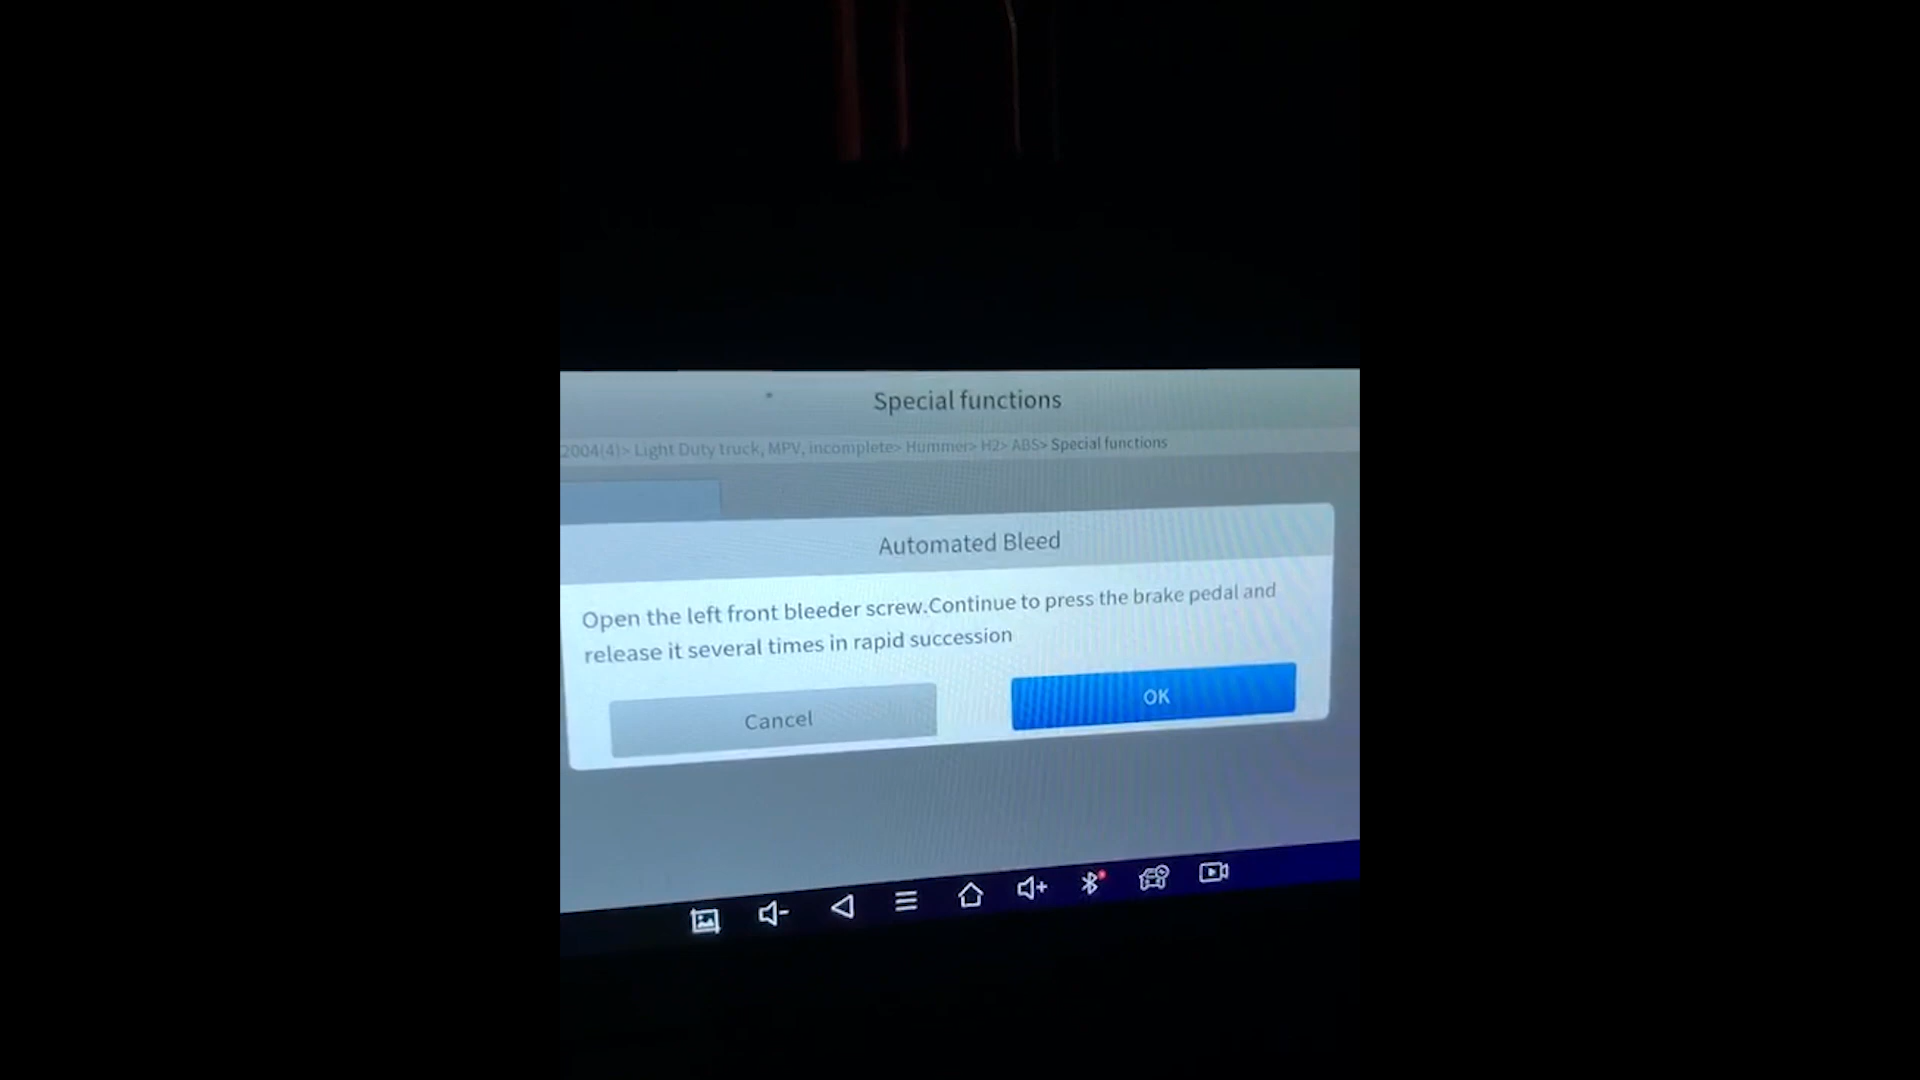 Special functions
2004(4)> Light Duty truck, MPV, incomplete> Hummer> H2> ABS> Special functions
Automated Bleed
Open the left front bleeder screw.Continue to press the brake pedal and
release it several times in rapid succession
Cancel
OK